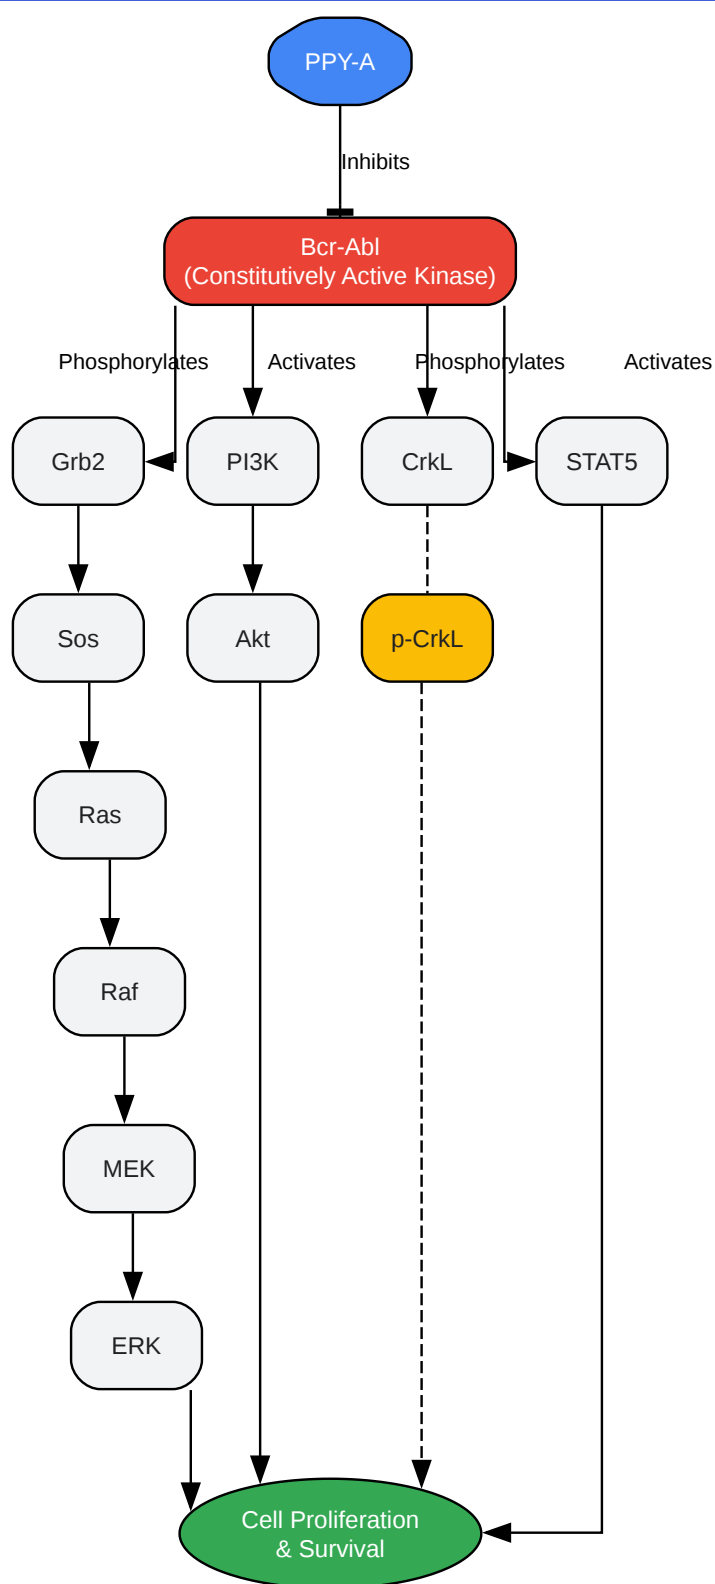 PPY-A
Inhibits
Bcr-Abl
(Constitutively Active Kinase)
Phosphorylates
Activates
Phosphorylates
Activates
Grb2
PI3K
CrkL
STAT5
Sos
Akt
p-CrkL
Ras
Raf
MEK
ERK
Cell Proliferation
& Survival